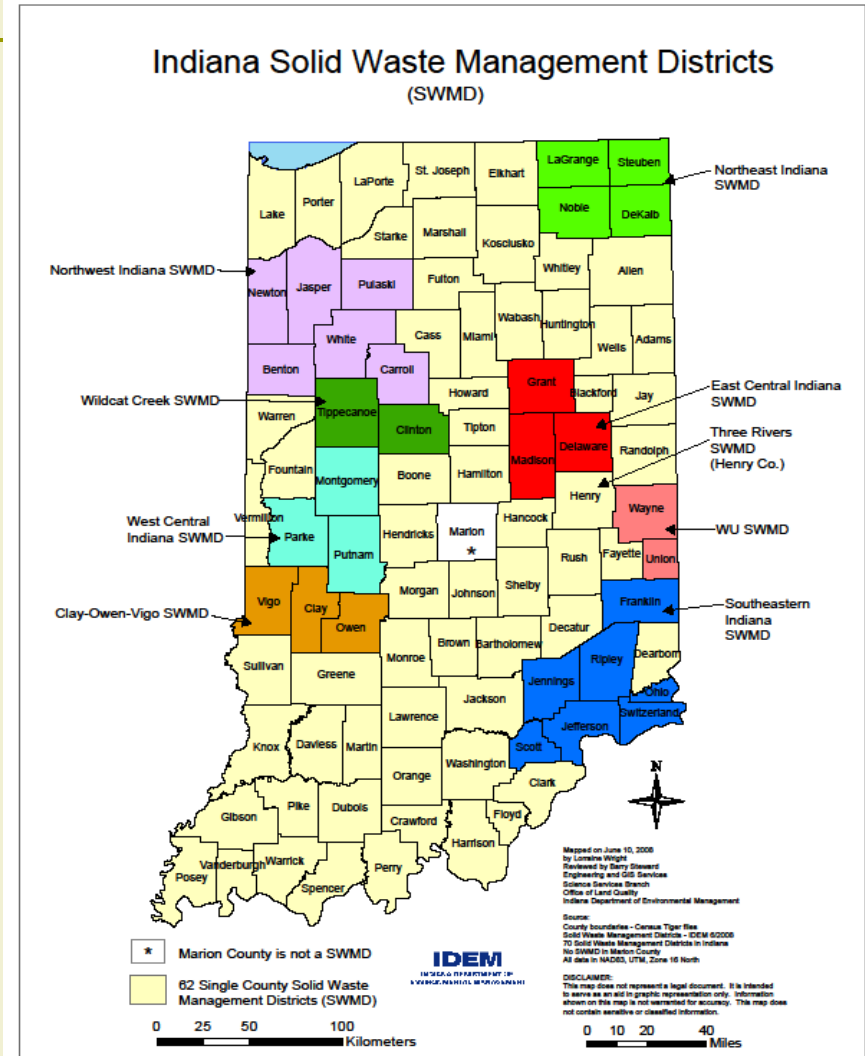 Indiana Solid Waste Management Districts
(SWMD)
LaGrange
Steuben
Northeast Indiana
SWMD
St. Joseph
Elkhart
LaPorte
Porter
Lake
Noble
DeKalb
Starke
Marshall
Kosciusko
Northwest Indiana SWMD
Newton
Jasper
Pulaski
Fulton
Whitley
Allen
White
Cass
Miami
Wabash
Huntington
Wells
Adams
Benton
Carroll
Grant
Blackford
Jay
East Central Indiana
SWMD
Howard
Wildcat Creek SWMD
Tippecanoe
Warren
Clinton
Tipton
Madison
Delaware
Randolph
Three Rivers
SWMD
(Henry Co.)
Fountain
Montgomery
Boone
Hamilton
Henry
Wayne
WU SWMD
Vermillion
West Central
Indiana SWMD
Parke
Putnam
Hendricks
Marion
*
Hancock
Rush
Fayette
Union
Shelby
Morgan
Johnson
Franklin
Southeastern
Indiana
SWMD
Clay-Owen-Vigo SWMD
Vigo
Clay
Owen
Decatur
Brown
Bartholomew
Monroe
Ripley
Dearborn
Sullivan
Greene
Jennings
Ohio
Switzerland
Jackson
Lawrence
Jefferson
Scott
Knox
Daviess
Martin
Washington
Orange
Clark
N
Gibson
Pike
Dubois
Crawford
Floyd
Harrison
Posey
Vanderburgh
Warrick
Spencer
Perry
Mapped on June 10, 2008
by Lorraine Wright
Reviewed by Barry Steward
Engineering and GIS Services
Science Services Branch
Office of Land Quality
Indiana Department of Environmental Management
Source:
County boundaries - Census Tiger files
Solid Waste Management Districts - IDEM 6/2008
70 Solid Waste Management Districts in Indiana
No SWMD in Marion County
All data in NAD83, UTM, Zone 16 North
DISCLAIMER:
This map does not represent a legal document. It is intended
to serve as an aid in graphic representation only. Information
shown on this map is not warranted for accuracy. This map does
not contain sensitive or classified information.
* Marion County is not a SWMD
62 Single County Solid Waste
Management Districts (SWMD)
IDEM
INDIANA DEPARTMENT OF
ENVIRONMENTAL MANAGEMENT
0 25 50 100
Kilometers
0 10 20 40
Miles